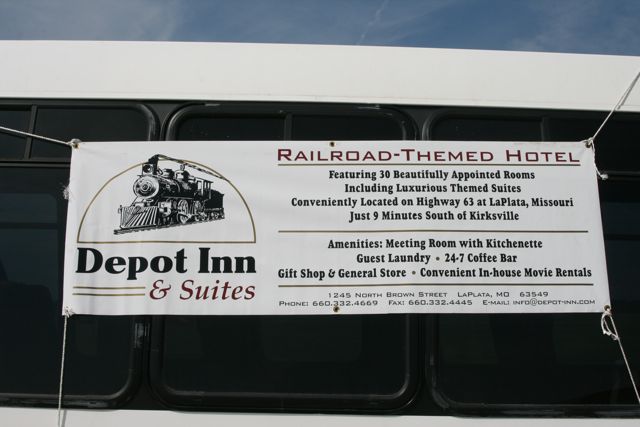 Depot Inn
& Suites
RAILROAD-THEMED HOTEL
Featuring 30 Beautifully Appointed Rooms
Including Luxurious Themed Suites
Conveniently Located on Highway 63 at LaPlata, Missouri
Just 9 Minutes South of Kirksville
Amenities: Meeting Room with Kitchenette
Guest Laundry • 24-7 Coffee Bar
Gift Shop & General Store • Convenient In-house Movie Rentals
1245 NORTH BROWN STREET LAPLATA, MO 63549
PHONE: 660.332.4669 FAX: 660.332.4445 E-MAIL: INFO@DEPOT-INN.COM